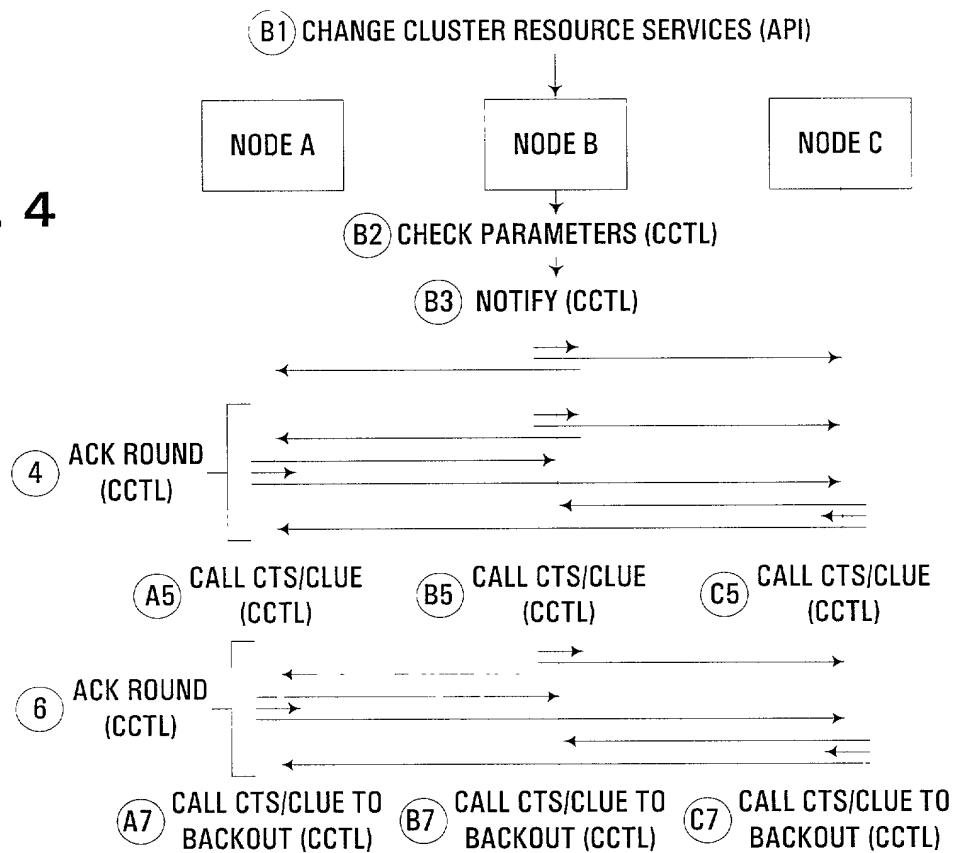 B1 CHANGE CLUSTER RESOURCE SERVICES (API)
NODE A
NODE B
NODE C
. 4
B2 CHECK PARAMETERS (CCTL)
B3 NOTIFY (CCTL)
4 ACK ROUND
(CCTL)
A5 CALL CTS/CLUE
(CCTL)
B5 CALL CTS/CLUE
(CCTL)
C5 CALL CTS/CLUE
(CCTL)
6 ACK ROUND
(CCTL)
A7 CALL CTS/CLUE TO
BACKOUT (CCTL)
B7 CALL CTS/CLUE TO
BACKOUT (CCTL)
C7 CALL CTS/CLUE TO
BACKOUT (CCTL)